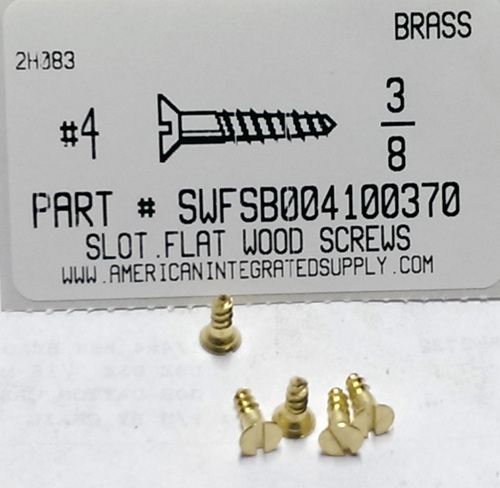 BRASS
2H083
#4
3
8
PART # SWFSB004100370
SLOT.FLAT WOOD SCREWS
WWW.AMERICANINTEGRATEDSUPPLY.COM